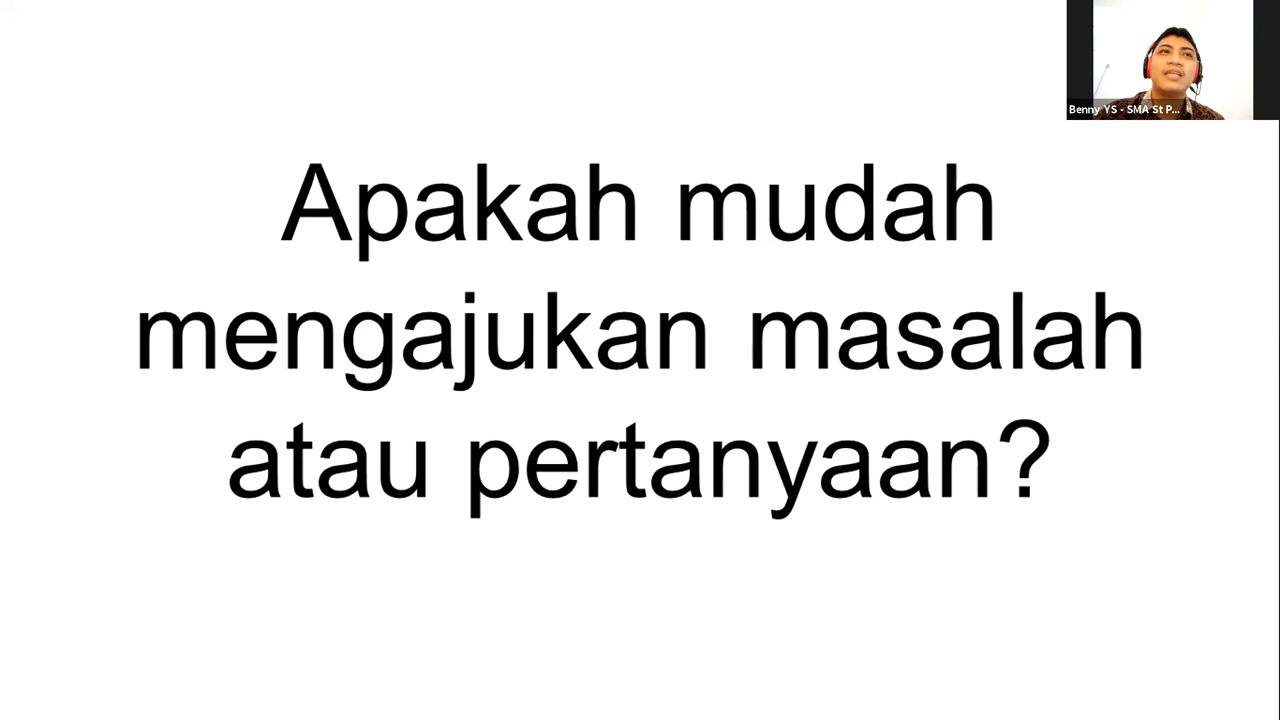 Benny YS - SMA St P...
Apakah mudah
mengajukan masalah
atau pertanyaan?